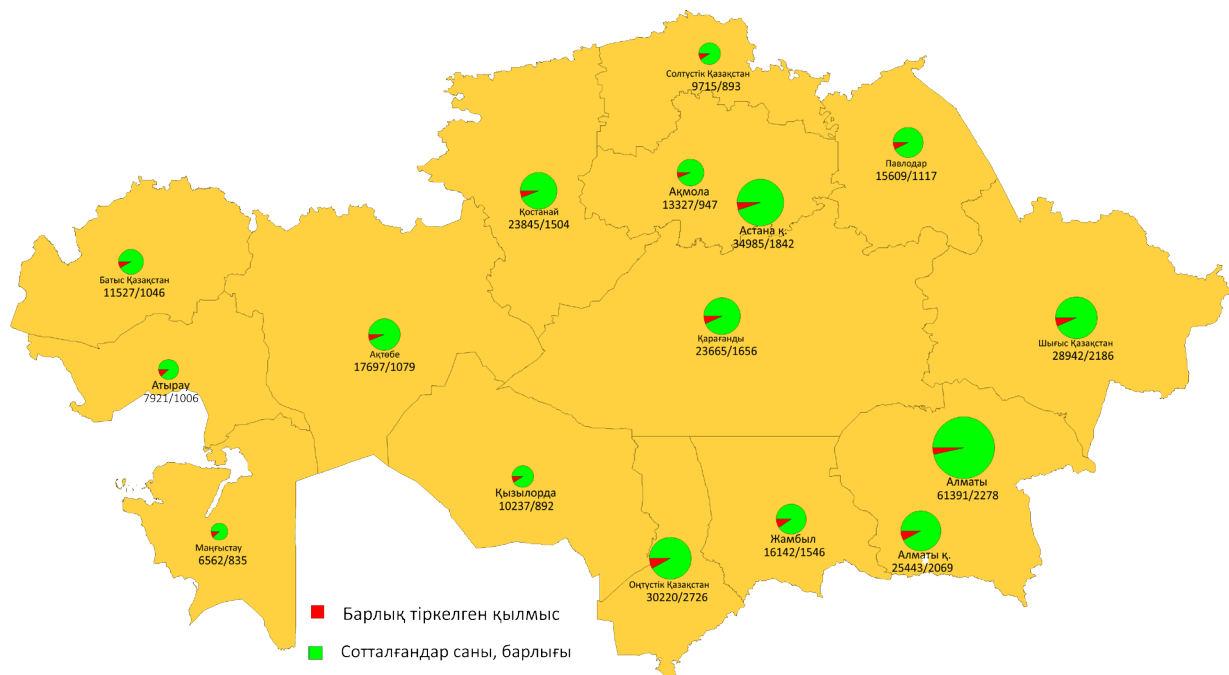 Солтүстік Қазақстан
9715/893
Павлодар
15609/1117
Ақмола
13327/947
Қостанай
23845/1504
Астана қ.
34985/1842
Батыс Қазақстан
11527/1046
Қарағанды
23665/1656
Шығыс Қазақстан
28942/2186
Ақтөбе
17697/1079
Атырау
7921/1006
Алматы
61391/2278
Қызылорда
10237/892
Маңғыстау
6562/835
Жамбыл
16142/1546
Алматы қ.
25443/2069
Оңтүстік Қазақстан
30220/2726
Барлық тіркелген қылмыс
Сотталғандар саны, барлығы